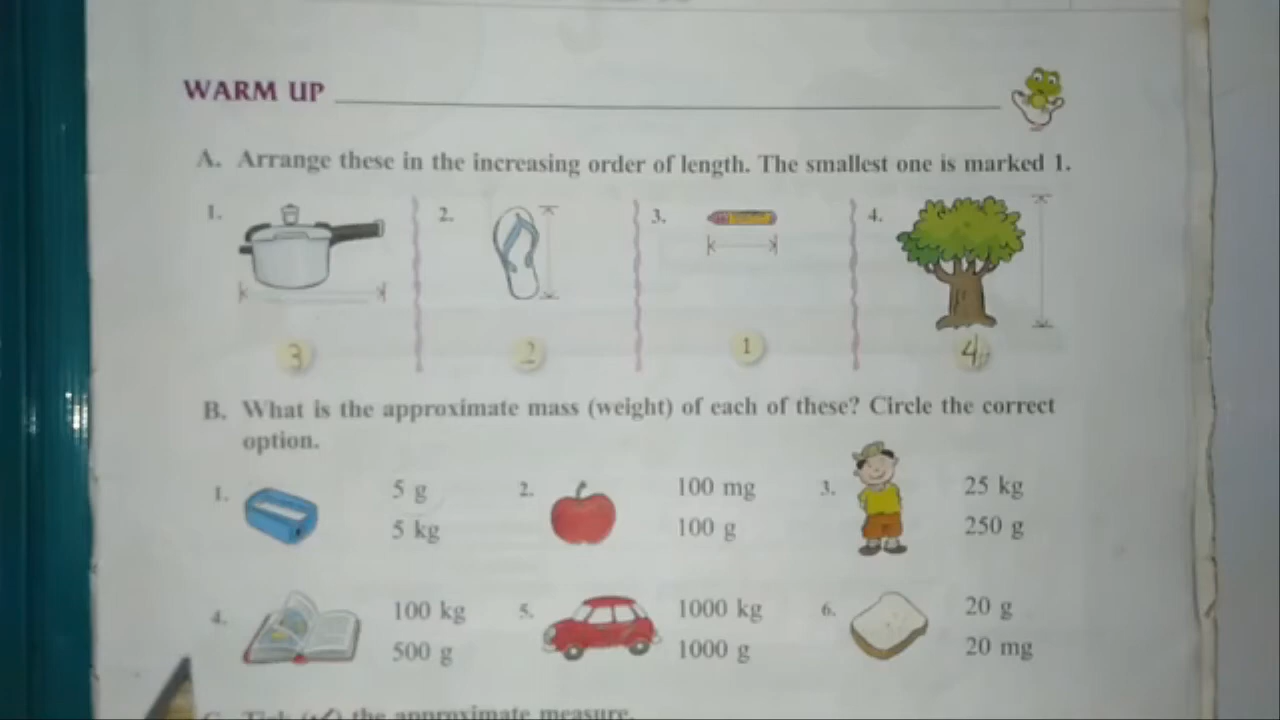 WARM UP
A. Arrange these in the increasing order of length. The smallest one is marked 1.
1. 2. 3. 4.
3 2 1 4
B. What is the approximate mass (weight) of each of these? Circle the correct
option.
1. 5 g 2. 100 mg 3. 25 kg
5 kg 100 g 250 g
4. 100 kg 5. 1000 kg 6. 20 g
500 g 1000 g 20 mg
C. Tick (✓) the approximate measure.